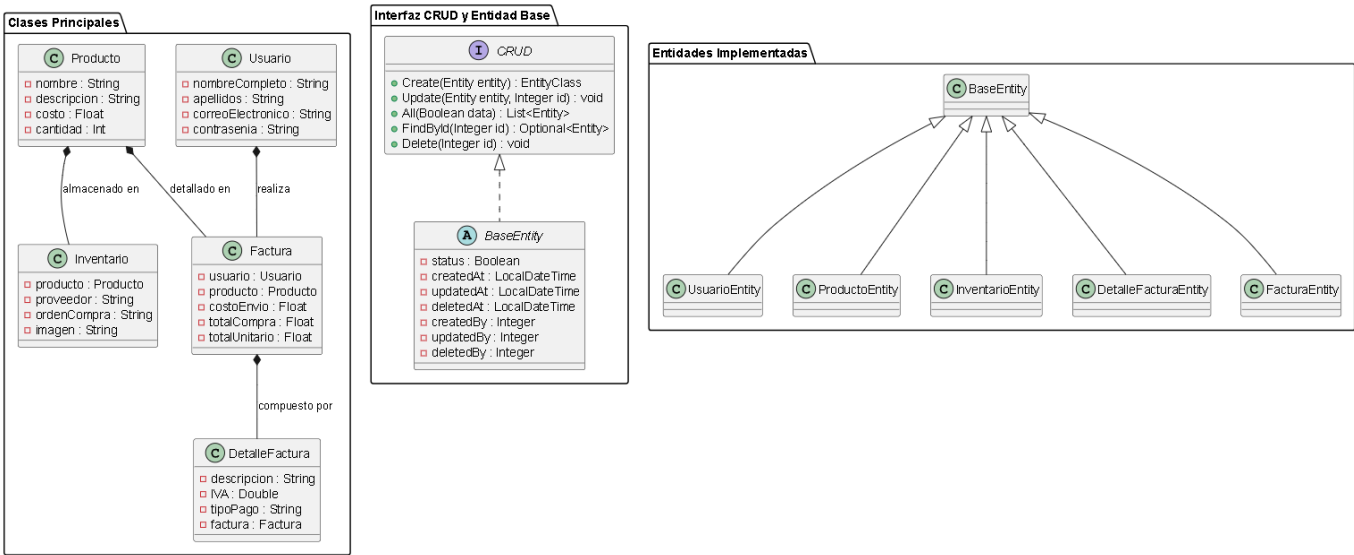 Clases Principales
C Producto
nombre : String
descripcion : String
costo : Float
cantidad : Int
C Usuario
nombreCompleto : String
apellidos : String
correoElectronico : String
contrasenia : String
almacenado en
detallado en
realiza
C Inventario
producto : Producto
proveedor : String
ordenCompra : String
imagen : String
C Factura
usuario : Usuario
producto : Producto
costoEnvio : Float
totalCompra : Float
totalUnitario : Float
compuesto por
C DetalleFactura
descripcion : String
IVA : Double
tipoPago : String
factura : Factura
Interfaz CRUD y Entidad Base
I CRUD
Create(Entity entity) : EntityClass
Update(Entity entity, Integer id) : void
All(Boolean data) : List<Entity>
FindById(Integer id) : Optional<Entity>
Delete(Integer id) : void
A BaseEntity
status : Boolean
createdAt : LocalDateTime
updatedAt : LocalDateTime
deletedAt : LocalDateTime
createdBy : Integer
updatedBy : Integer
deletedBy : Integer
Entidades Implementadas
C BaseEntity
C UsuarioEntity
C ProductoEntity
C InventarioEntity
C DetalleFacturaEntity
C FacturaEntity